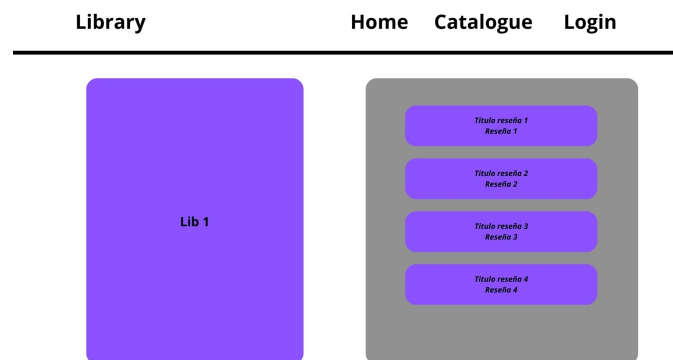 Library Home Catalogue Login
Lib 1
Titulo reseña 1
Reseña 1
Titulo reseña 2
Reseña 2
Titulo reseña 3
Reseña 3
Titulo reseña 4
Reseña 4